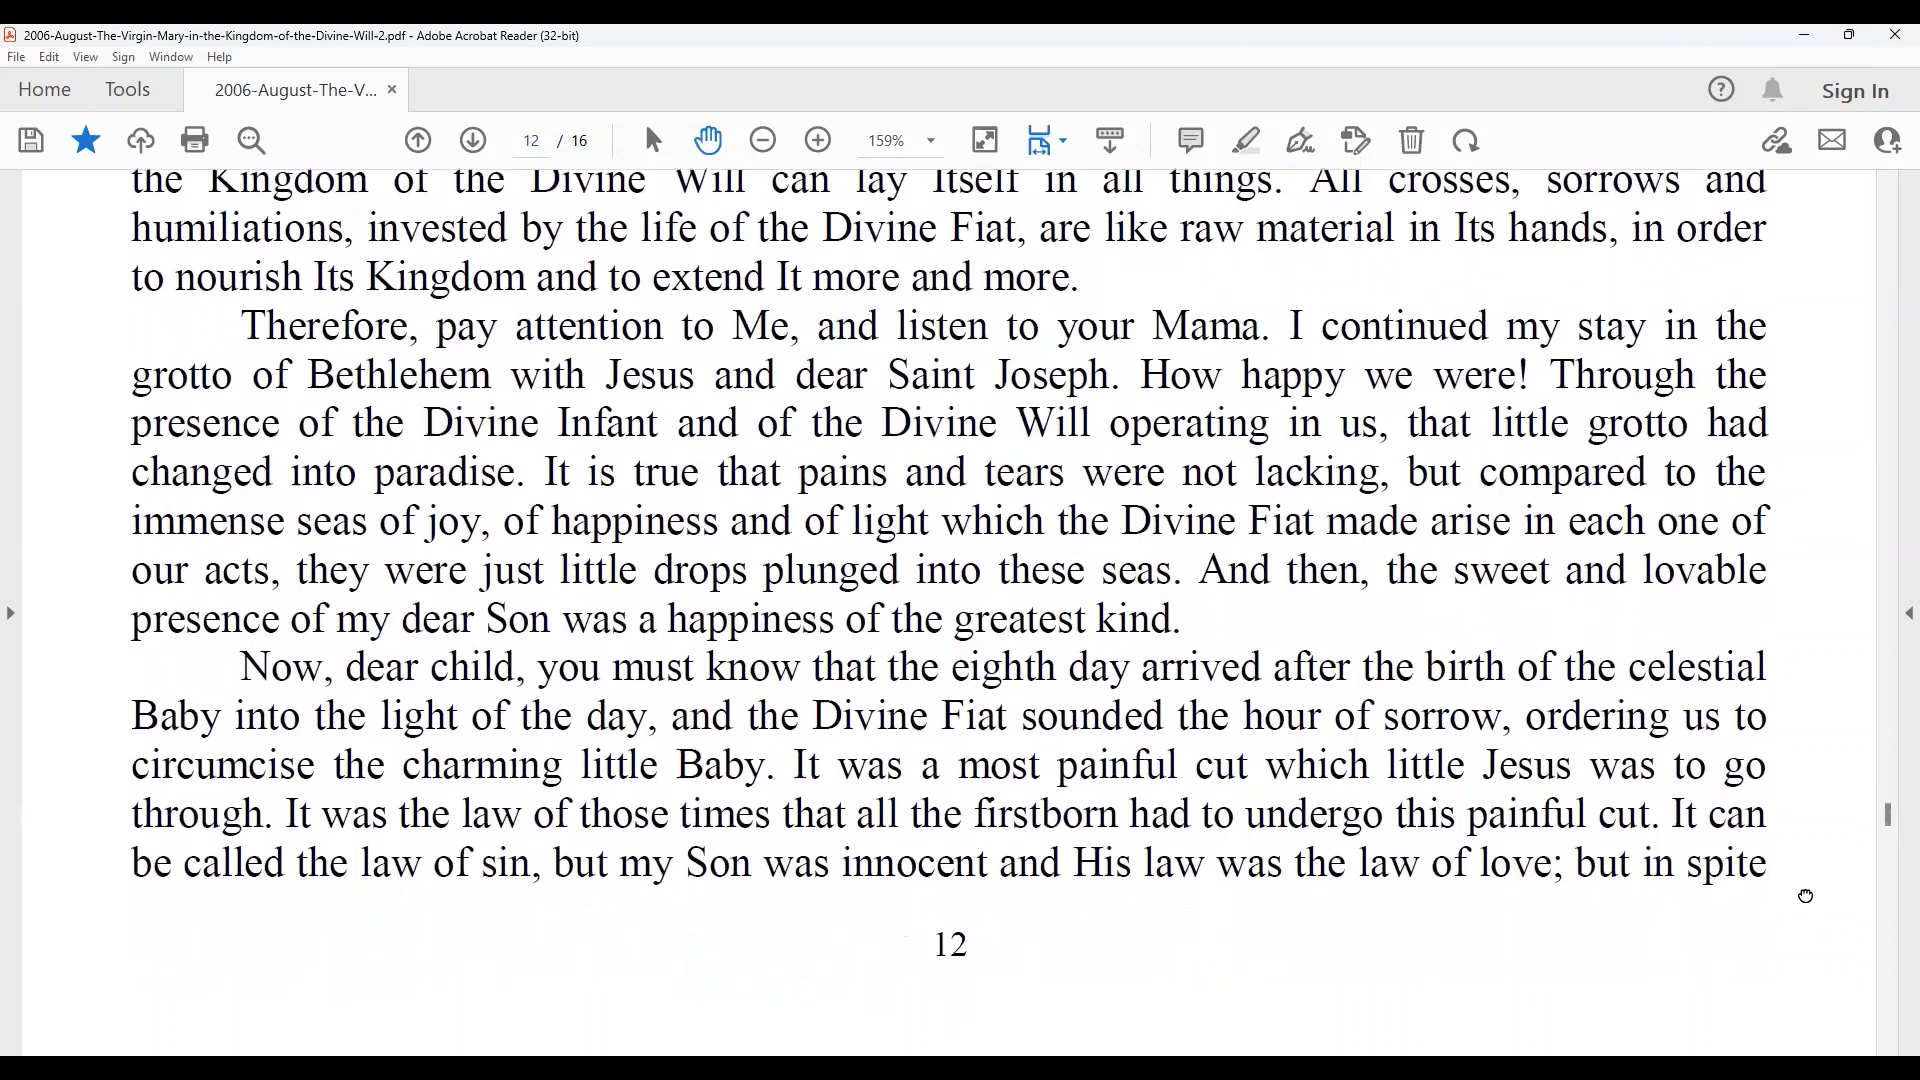 2006-August-The-Virgin-Mary-in-the-Kingdom-of-the-Divine-Will-2.pdf - Adobe Acrobat Reader (32-bit)
File Edit View Sign Window Help
Home Tools 2006-August-The-V... × Sign In
12 / 16 159%
the Kingdom of the Divine Will can lay Itself in all things. All crosses, sorrows and
humiliations, invested by the life of the Divine Fiat, are like raw material in Its hands, in order
to nourish Its Kingdom and to extend It more and more.
Therefore, pay attention to Me, and listen to your Mama. I continued my stay in the
grotto of Bethlehem with Jesus and dear Saint Joseph. How happy we were! Through the
presence of the Divine Infant and of the Divine Will operating in us, that little grotto had
changed into paradise. It is true that pains and tears were not lacking, but compared to the
immense seas of joy, of happiness and of light which the Divine Fiat made arise in each one of
our acts, they were just little drops plunged into these seas. And then, the sweet and lovable
presence of my dear Son was a happiness of the greatest kind.
Now, dear child, you must know that the eighth day arrived after the birth of the celestial
Baby into the light of the day, and the Divine Fiat sounded the hour of sorrow, ordering us to
circumcise the charming little Baby. It was a most painful cut which little Jesus was to go
through. It was the law of those times that all the firstborn had to undergo this painful cut. It can
be called the law of sin, but my Son was innocent and His law was the law of love; but in spite
12